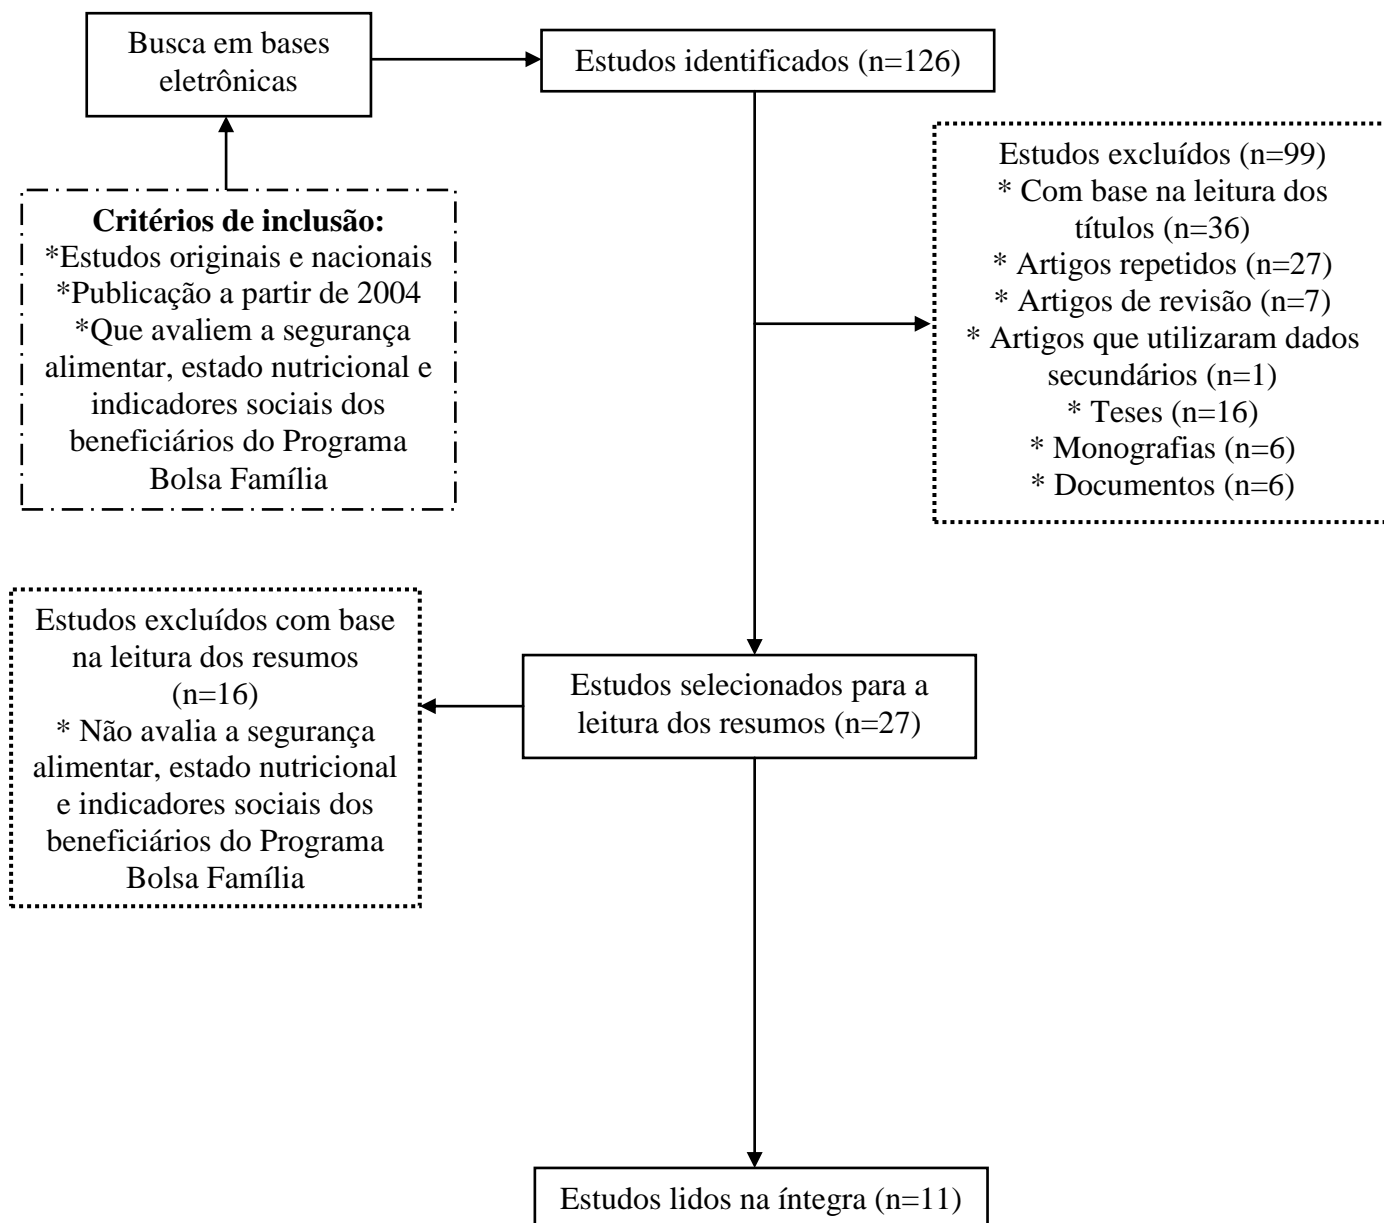 Busca em bases
eletrônicas
Estudos identificados (n=126)
Critérios de inclusão:
*Estudos originais e nacionais
*Publicação a partir de 2004
*Que avaliem a segurança
alimentar, estado nutricional e
indicadores sociais dos
beneficiários do Programa
Bolsa Família
Estudos excluídos (n=99)
* Com base na leitura dos
títulos (n=36)
* Artigos repetidos (n=27)
* Artigos de revisão (n=7)
* Artigos que utilizaram dados
secundários (n=1)
* Teses (n=16)
* Monografias (n=6)
* Documentos (n=6)
Estudos selecionados para a
leitura dos resumos (n=27)
Estudos excluídos com base
na leitura dos resumos
(n=16)
* Não avalia a segurança
alimentar, estado nutricional
e indicadores sociais dos
beneficiários do Programa
Bolsa Família
Estudos lidos na íntegra (n=11)